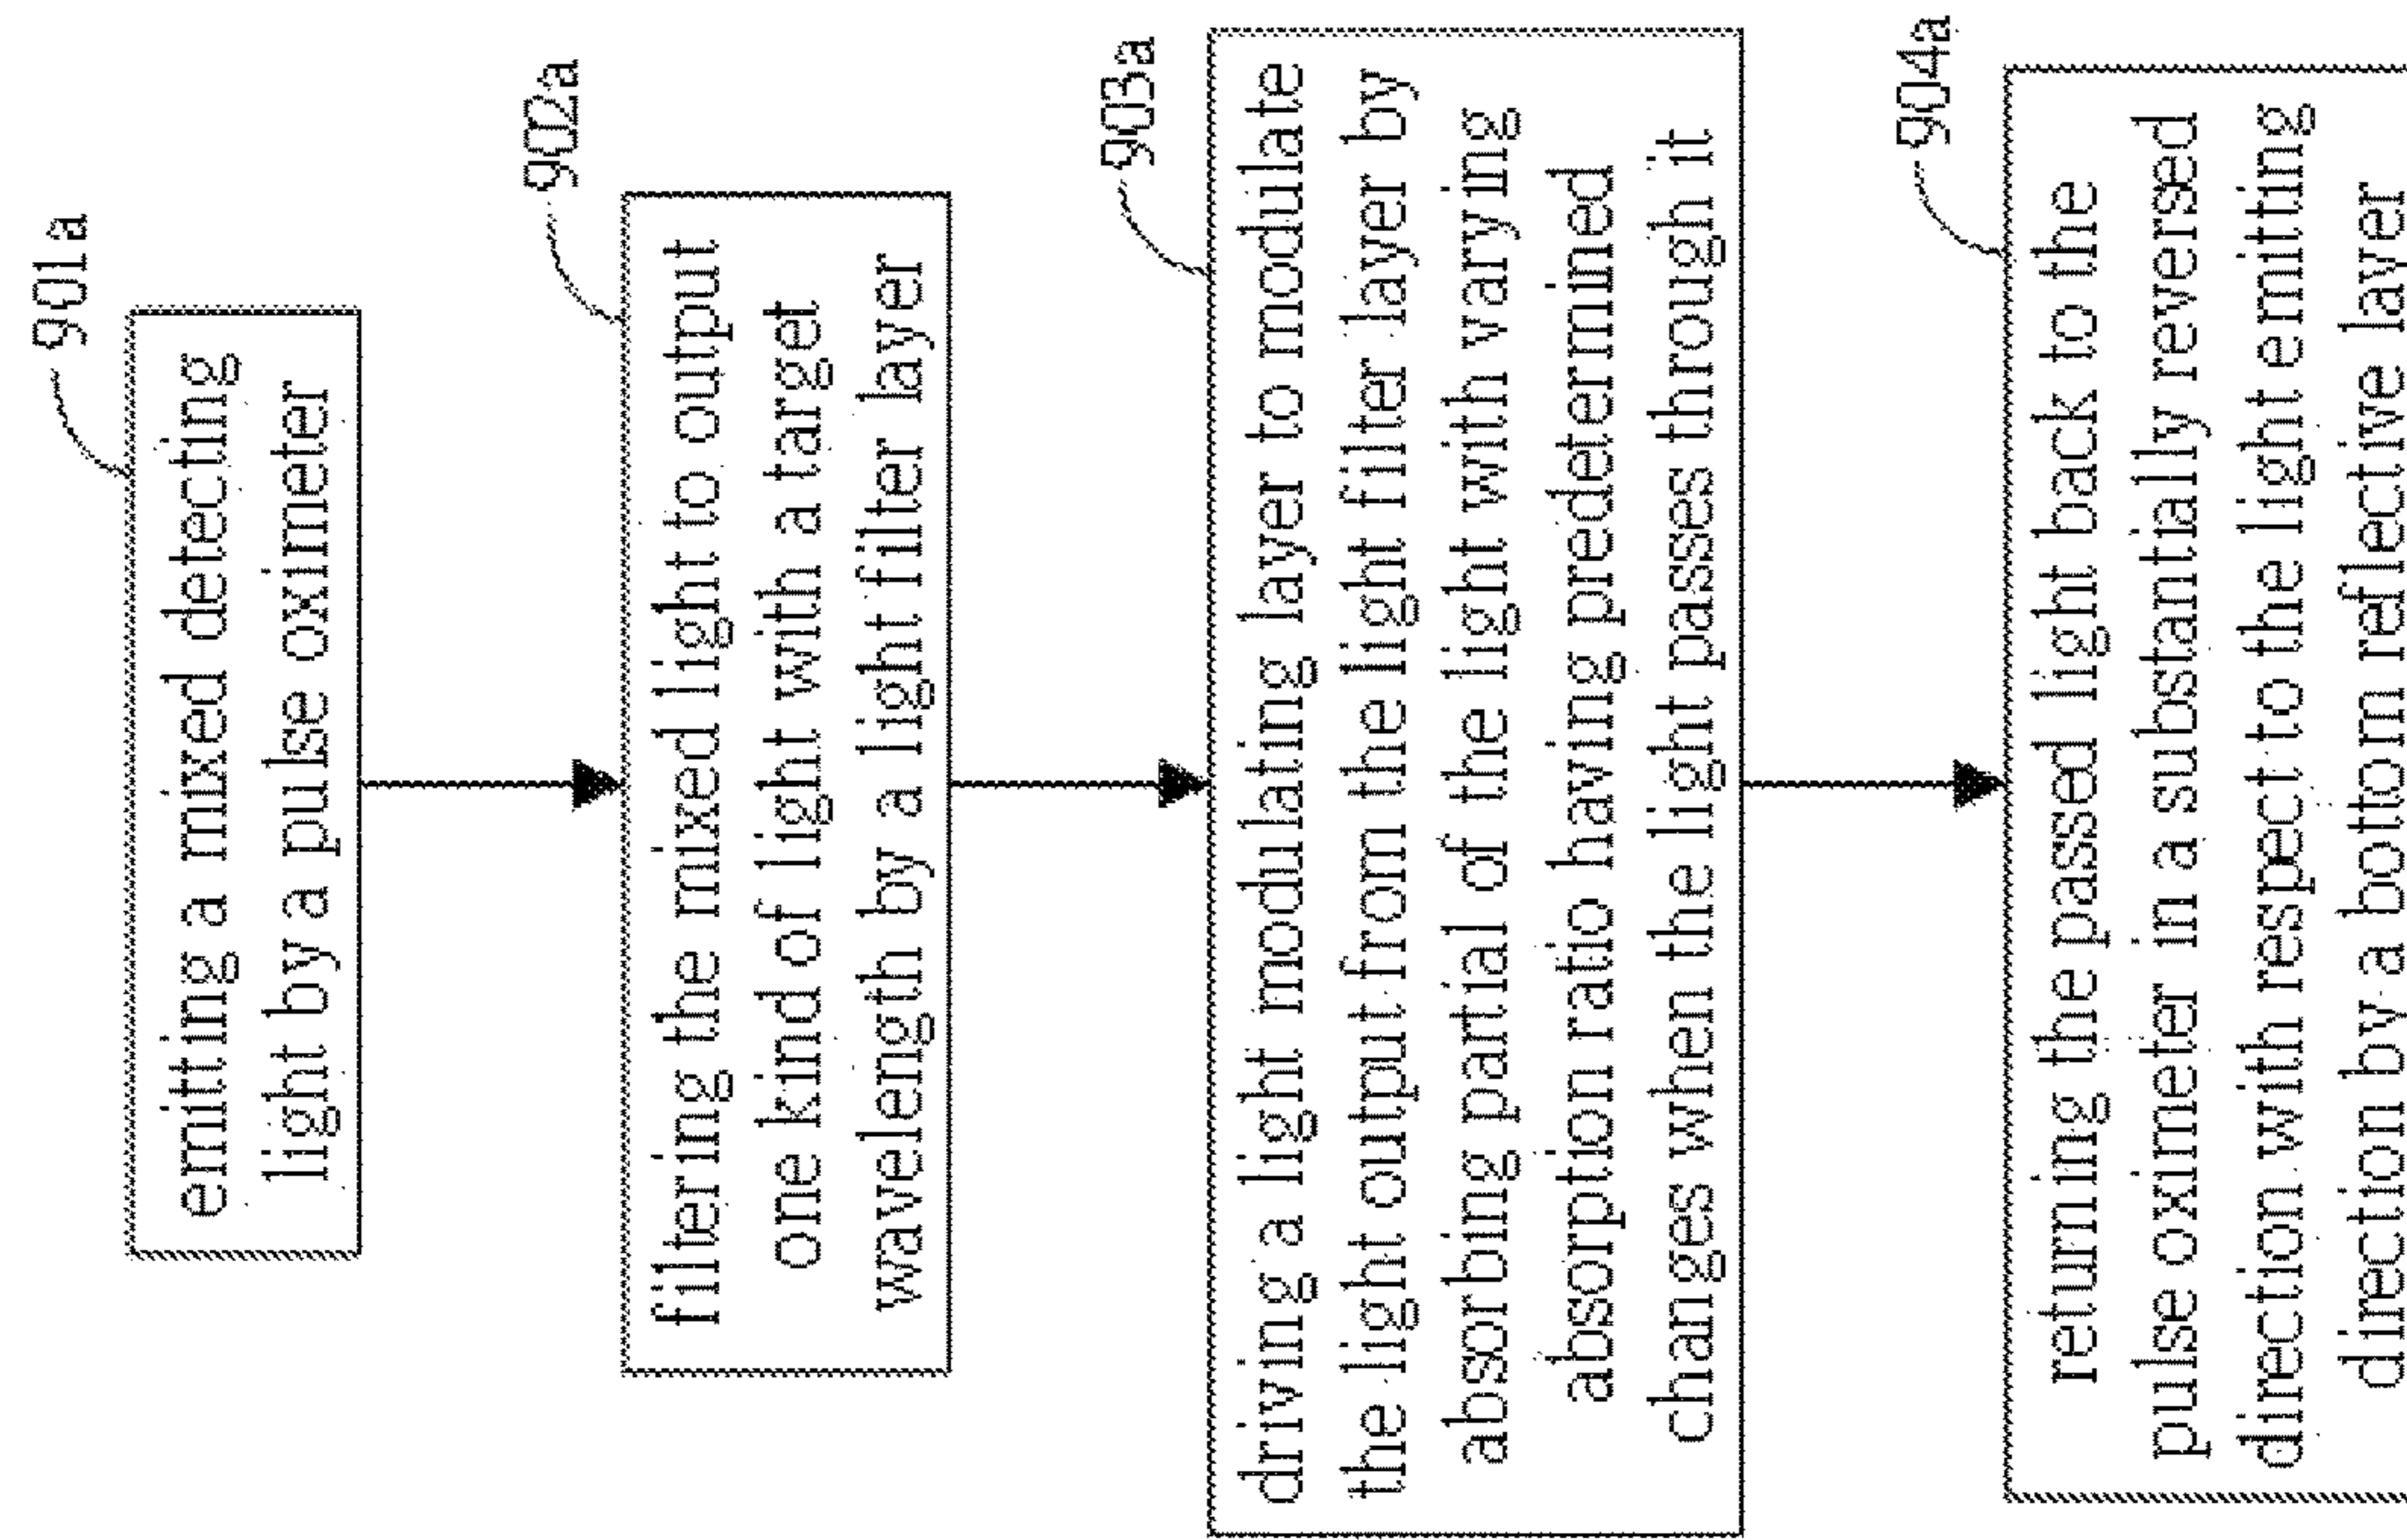 901a
emitting a mixed detecting
light by a pulse oximeter
902a
filtering the mixed light to output
one kind of light with a target
wavelength by a light filter layer
903a
driving a light modulating layer to modulate
the light output from the light filter layer by
absorbing partial of the light with varying
absorption ratio having predetermined
changes when the light passes through it
904a
returning the passed light back to the
pulse oximeter in a substantially reversed
direction with respect to the light emitting
direction by a bottom reflective layer